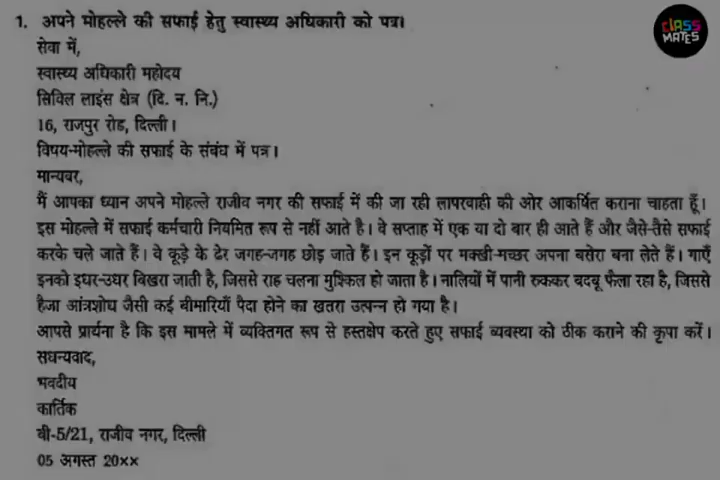 1. अपने मोहल्ले की सफाई हेतु स्वास्थ्य अधिकारी को पत्र।
CLASS
MATES
सेवा में,
स्वास्थ्य अधिकारी महोदय
सिविल लाइंस क्षेत्र (दि. न. नि.)
16, राजपुर रोड, दिल्ली।
विषय-मोहल्ले की सफाई के संबंध में पत्र।
मान्यवर,
मैं आपका ध्यान अपने मोहल्ले राजीव नगर की सफाई में की जा रही लापरवाही की ओर आकर्षित कराना चाहता हूँ।
इस मोहल्ले में सफाई कर्मचारी नियमित रूप से नहीं आते है। वे सप्ताह में एक या दो बार ही आते हैं और जैसे-तैसे सफाई
करके चले जाते हैं। वे कूड़े के ढेर जगह-जगह छोड़ जाते हैं। इन कूड़ों पर मक्खी-मच्छर अपना बसेरा बना लेते हैं। गाएँ
इनको इधर-उधर बिखरा जाती है, जिससे राह चलना मुश्किल हो जाता है। नालियों में पानी रुककर बदबू फैला रहा है, जिससे
हैजा आंत्रशोध जैसी कई बीमारियाँ पैदा होने का खतरा उत्पन्न हो गया है।
आपसे प्रार्थना है कि इस मामले में व्यक्तिगत रूप से हस्तक्षेप करते हुए सफाई व्यवस्था को ठीक कराने की कृपा करें।
सधन्यवाद,
भवदीय
कार्तिक
बी-5/21, राजीव नगर, दिल्ली
05 अगस्त 20××